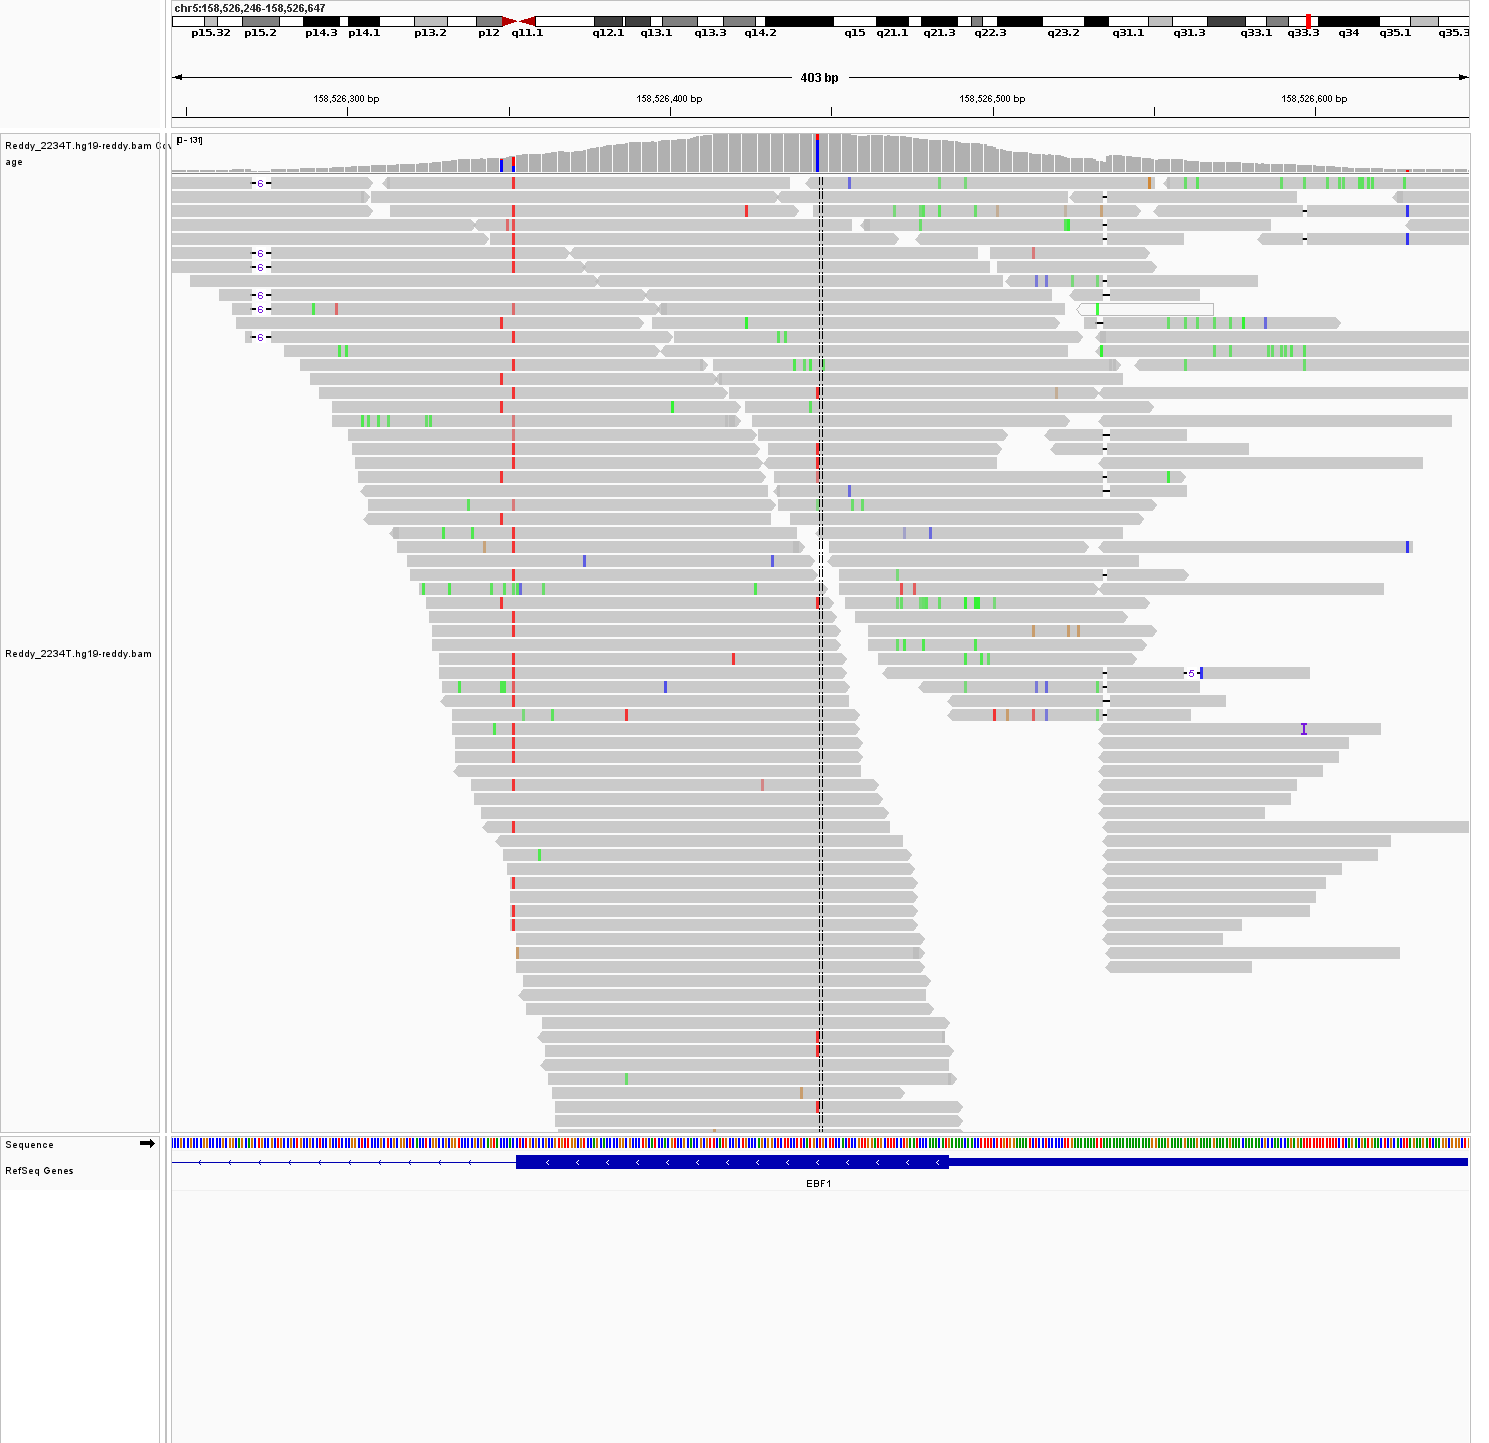 chr5:158,526,246-158,526,647
p15.32 p15.2 p14.3 p14.1 p13.2 p12 q11.1 q12.1 q13.1 q13.3 q14.2 q15 q21.1 q21.3 q22.3 q23.2 q31.1 q31.3 q33.1 q33.3 q34 q35.1 q35.3
403 bp
158,526,300 bp 158,526,400 bp 158,526,500 bp 158,526,600 bp
Reddy_2234T.hg19-reddy.bam Cov
age
[0 - 131]
6
6
6
6
6
6
Reddy_2234T.hg19-reddy.bam
5
Sequence
RefSeq Genes
EBF1